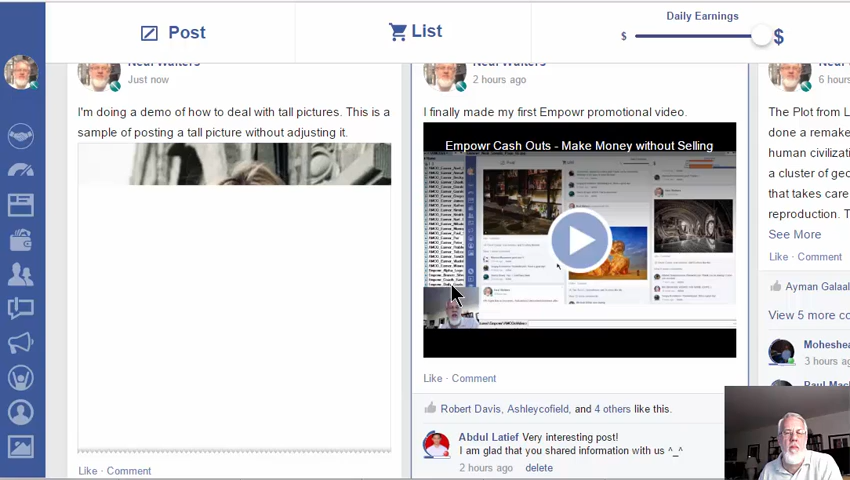 Post
List
Daily Earnings
$ $
Neal Walters
Just now
I'm doing a demo of how to deal with tall pictures. This is a
sample of posting a tall picture without adjusting it.
Like · Comment
Neal Walters
2 hours ago
I finally made my first Empowr promotional video.
Empowr Cash Outs - Make Money without Selling
Like · Comment
Robert Davis, Ashleycofield, and 4 others like this.
Abdul Latief Very interesting post!
I am glad that you shared information with us ^_^
2 hours ago delete
6 hours
The Plot from L
done a remake
human civilizati
a cluster of geo
that takes care
reproduction. T
See More
Like · Comment
Ayman Galaal
View 5 more co
Moheshea
3 hours ag